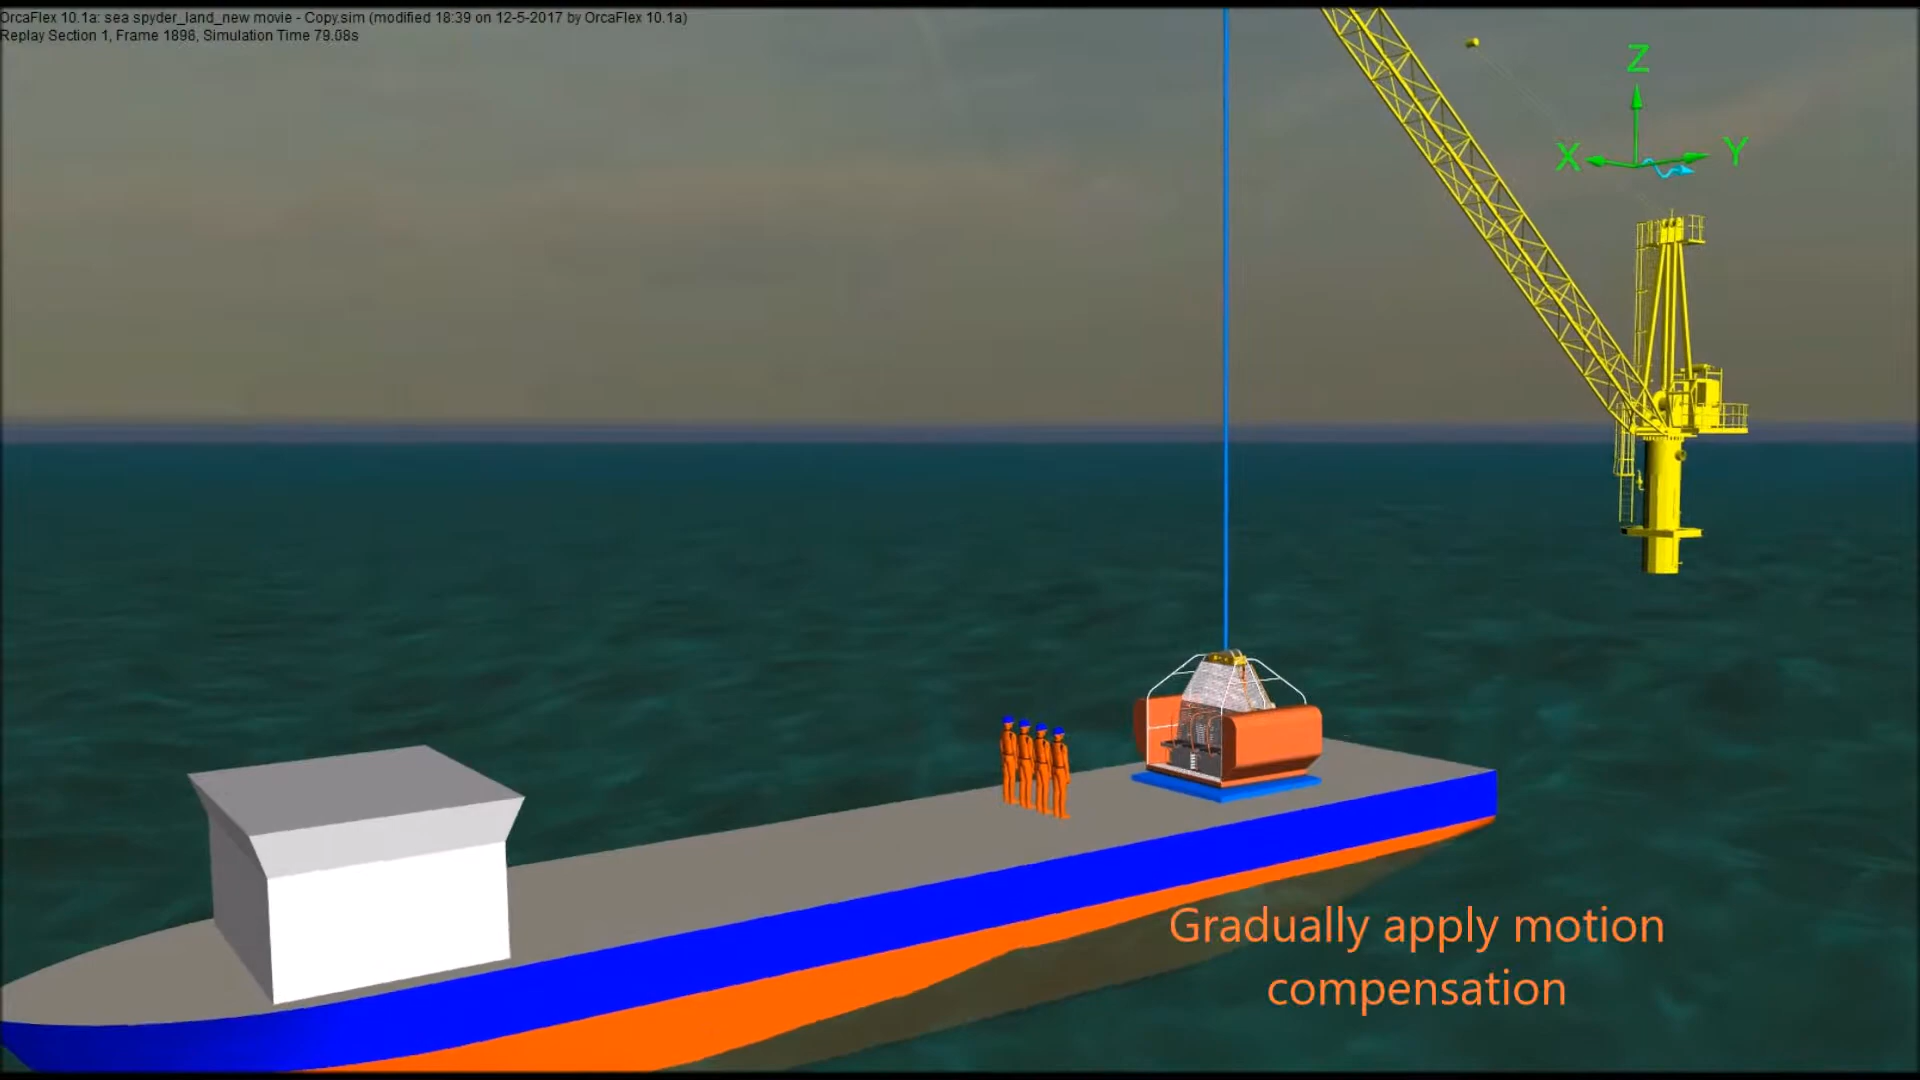 OrcaFlex 10.1a: sea spyder_land_new movie - Copy.sim (modified 18:39 on 12-5-2017 by OrcaFlex 10.1a)
Replay Section 1, Frame 1896, Simulation Time 79.08s
Z
X
Y
Gradually apply motion
compensation